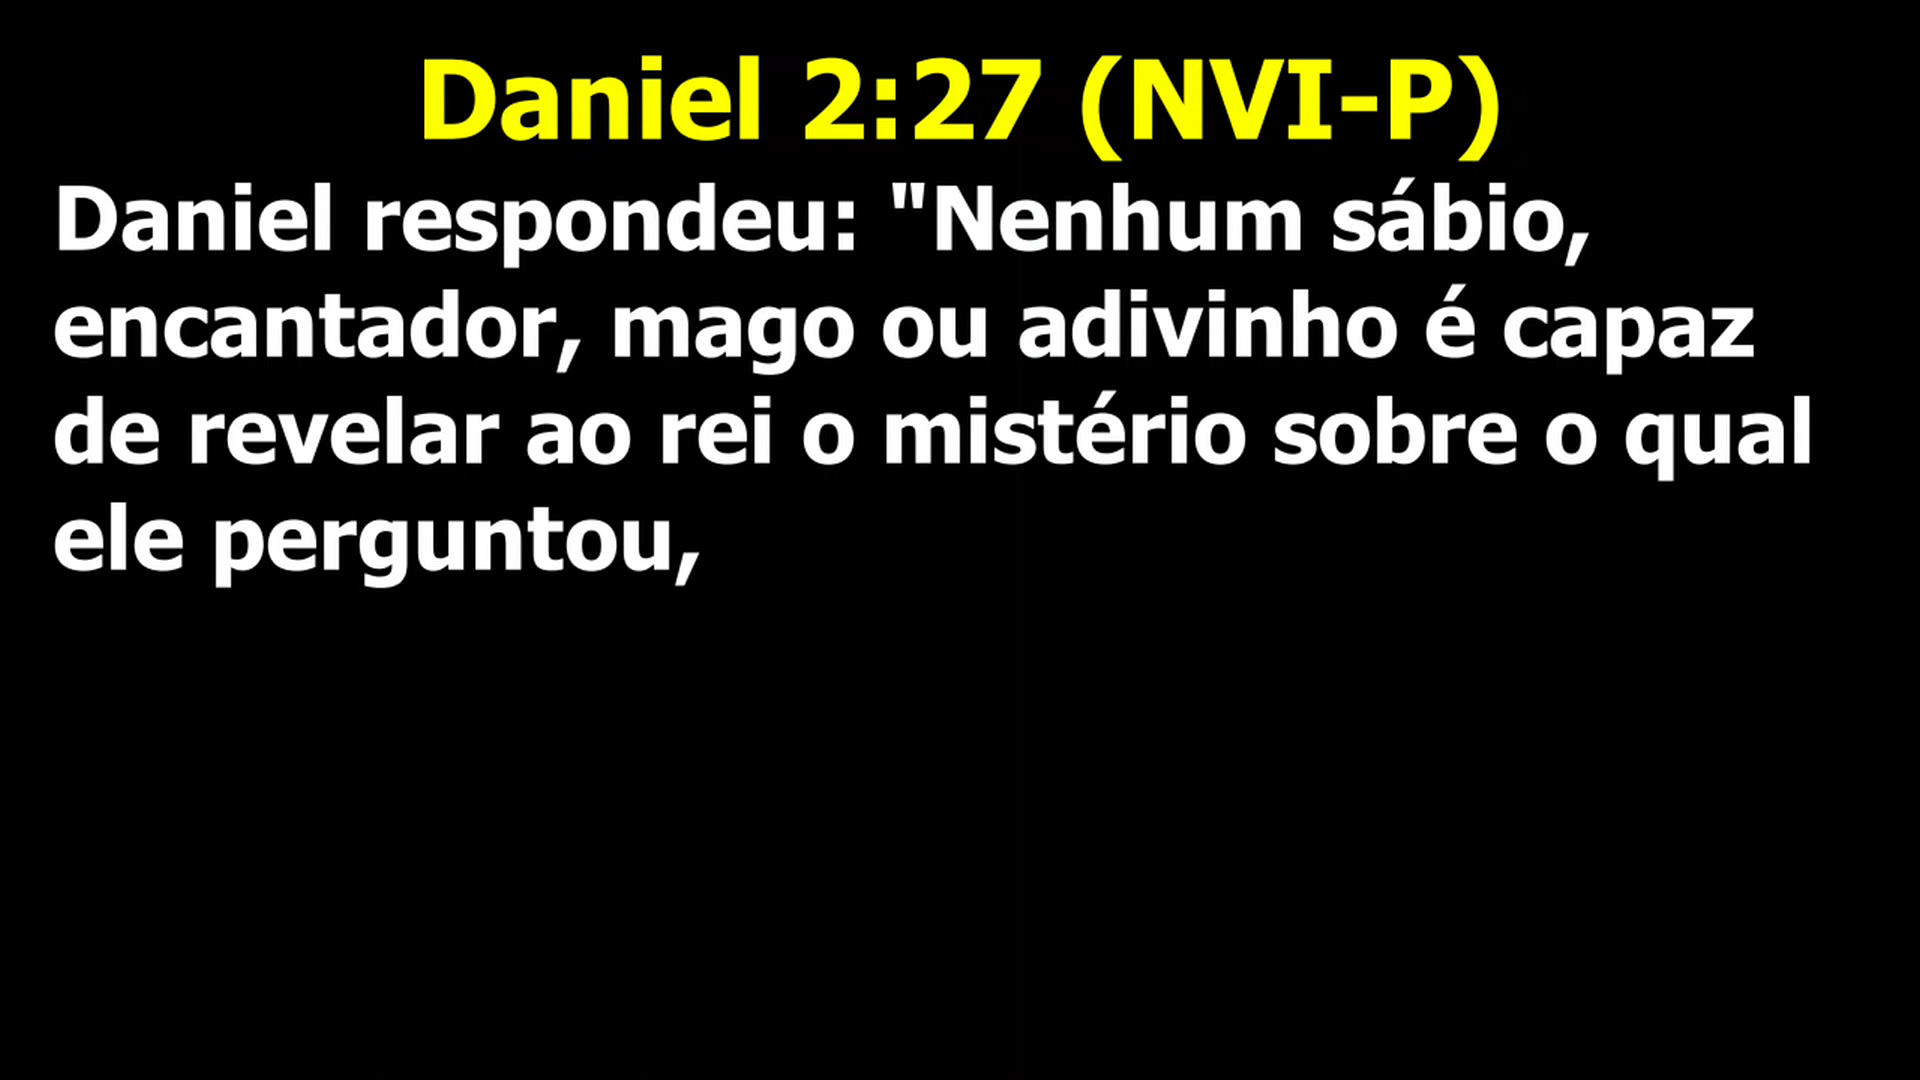 Daniel 2:27 (NVI-P)
Daniel respondeu: "Nenhum sábio,
encantador, mago ou adivinho é capaz
de revelar ao rei o mistério sobre o qual
ele perguntou,